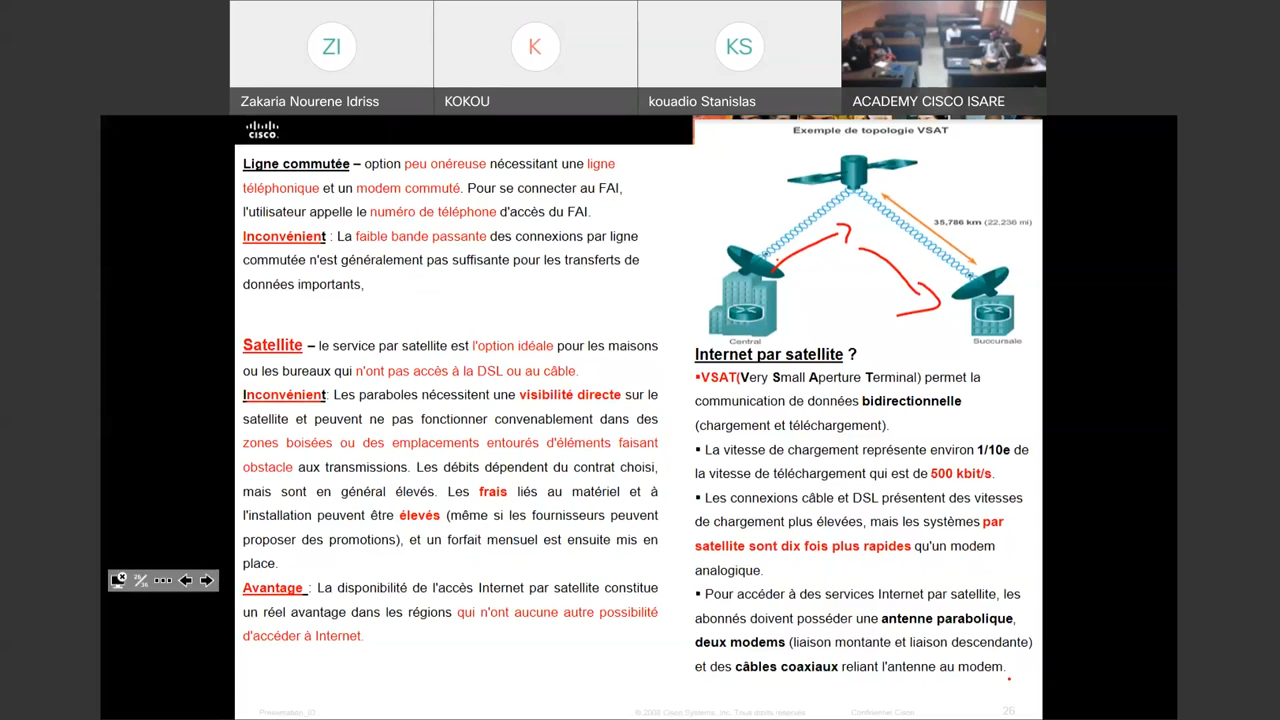 ZI
K
KS
Zakaria Nourene Idriss
KOKOU
kouadio Stanislas
ACADEMY CISCO ISARE
cisco.
Ligne commutée – option peu onéreuse nécessitant une ligne
téléphonique et un modem commuté. Pour se connecter au FAI,
l'utilisateur appelle le numéro de téléphone d'accès du FAI.
Inconvénient : La faible bande passante des connexions par ligne
commutée n'est généralement pas suffisante pour les transferts de
données importants,
Satellite – le service par satellite est l'option idéale pour les maisons
ou les bureaux qui n'ont pas accès à la DSL ou au câble.
Inconvénient: Les paraboles nécessitent une visibilité directe sur le
satellite et peuvent ne pas fonctionner convenablement dans des
zones boisées ou des emplacements entourés d'éléments faisant
obstacle aux transmissions. Les débits dépendent du contrat choisi,
mais sont en général élevés. Les frais liés au matériel et à
l'installation peuvent être élevés (même si les fournisseurs peuvent
proposer des promotions), et un forfait mensuel est ensuite mis en
place.
Avantage : La disponibilité de l'accès Internet par satellite constitue
un réel avantage dans les régions qui n'ont aucune autre possibilité
d'accéder à Internet.
Exemple de topologie VSAT
35,786 km (22,236 mi)
Central
Succursale
Internet par satellite ?
▪VSAT(Very Small Aperture Terminal) permet la
communication de données bidirectionnelle
(chargement et téléchargement).
▪ La vitesse de chargement représente environ 1/10e de
la vitesse de téléchargement qui est de 500 kbit/s.
▪ Les connexions câble et DSL présentent des vitesses
de chargement plus élevées, mais les systèmes par
satellite sont dix fois plus rapides qu'un modem
analogique.
▪ Pour accéder à des services Internet par satellite, les
abonnés doivent posséder une antenne parabolique,
deux modems (liaison montante et liaison descendante)
et des câbles coaxiaux reliant l'antenne au modem.
Presentation_ID
© 2008 Cisco Systems, Inc. Tous droits réservés
Confidentiel Cisco
26